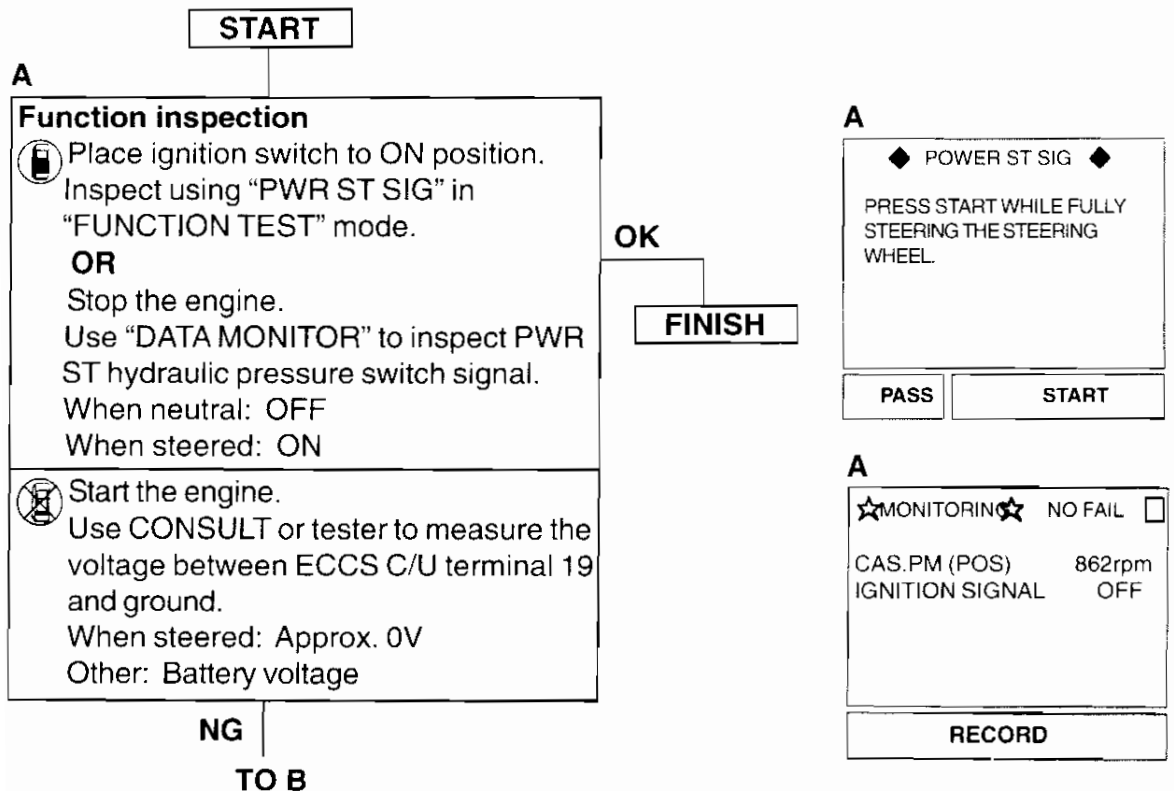 START
A
Function inspection
Place ignition switch to ON position.
Inspect using “PWR ST SIG” in
“FUNCTION TEST” mode.
OR
Stop the engine.
Use “DATA MONITOR” to inspect PWR
ST hydraulic pressure switch signal.
When neutral: OFF
When steered: ON
Start the engine.
Use CONSULT or tester to measure the
voltage between ECCS C/U terminal 19
and ground.
When steered: Approx. 0V
Other: Battery voltage
NG
TO B
OK
FINISH
A
◆ POWER ST SIG ◆
PRESS START WHILE FULLY
STEERING THE STEERING
WHEEL.
PASS START
A
☆MONITORING☆ NO FAIL □
CAS.PM (POS) 862rpm
IGNITION SIGNAL OFF
RECORD